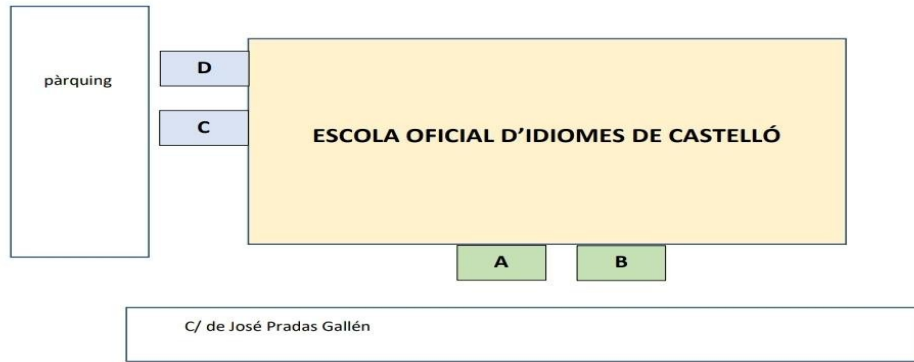 D
pàrquing
C
ESCOLA OFICIAL D’IDIOMES DE CASTELLÓ
A
B
C/ de José Pradas Gallén